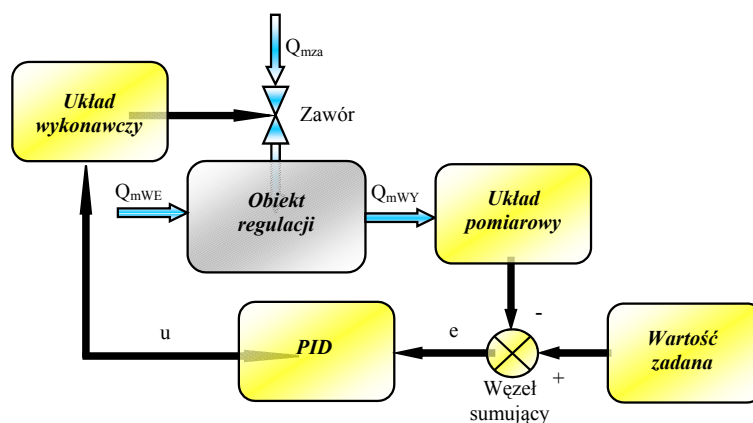 Qmza
Układ
wykonawczy
Zawór
QmWE
Obiekt
regulacji
QmWY
Układ
pomiarowy
-
u
PID
e
+
Wartość
zadana
Węzeł
sumujący